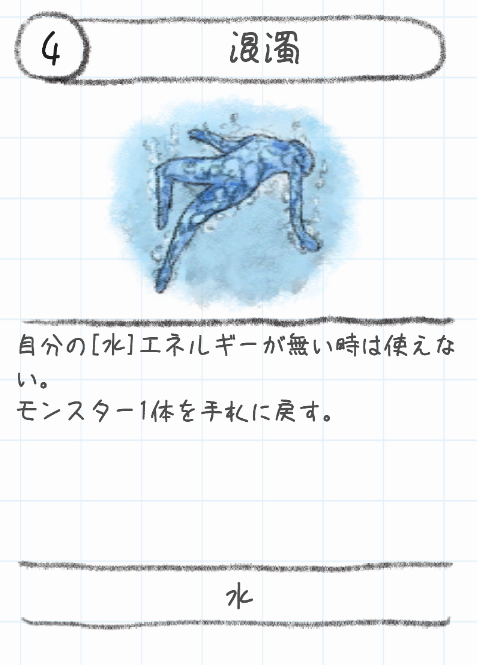 4
混濁
自分の[水]エネルギーが無い時は使えな
い。
モンスター1体を手札に戻す。
水